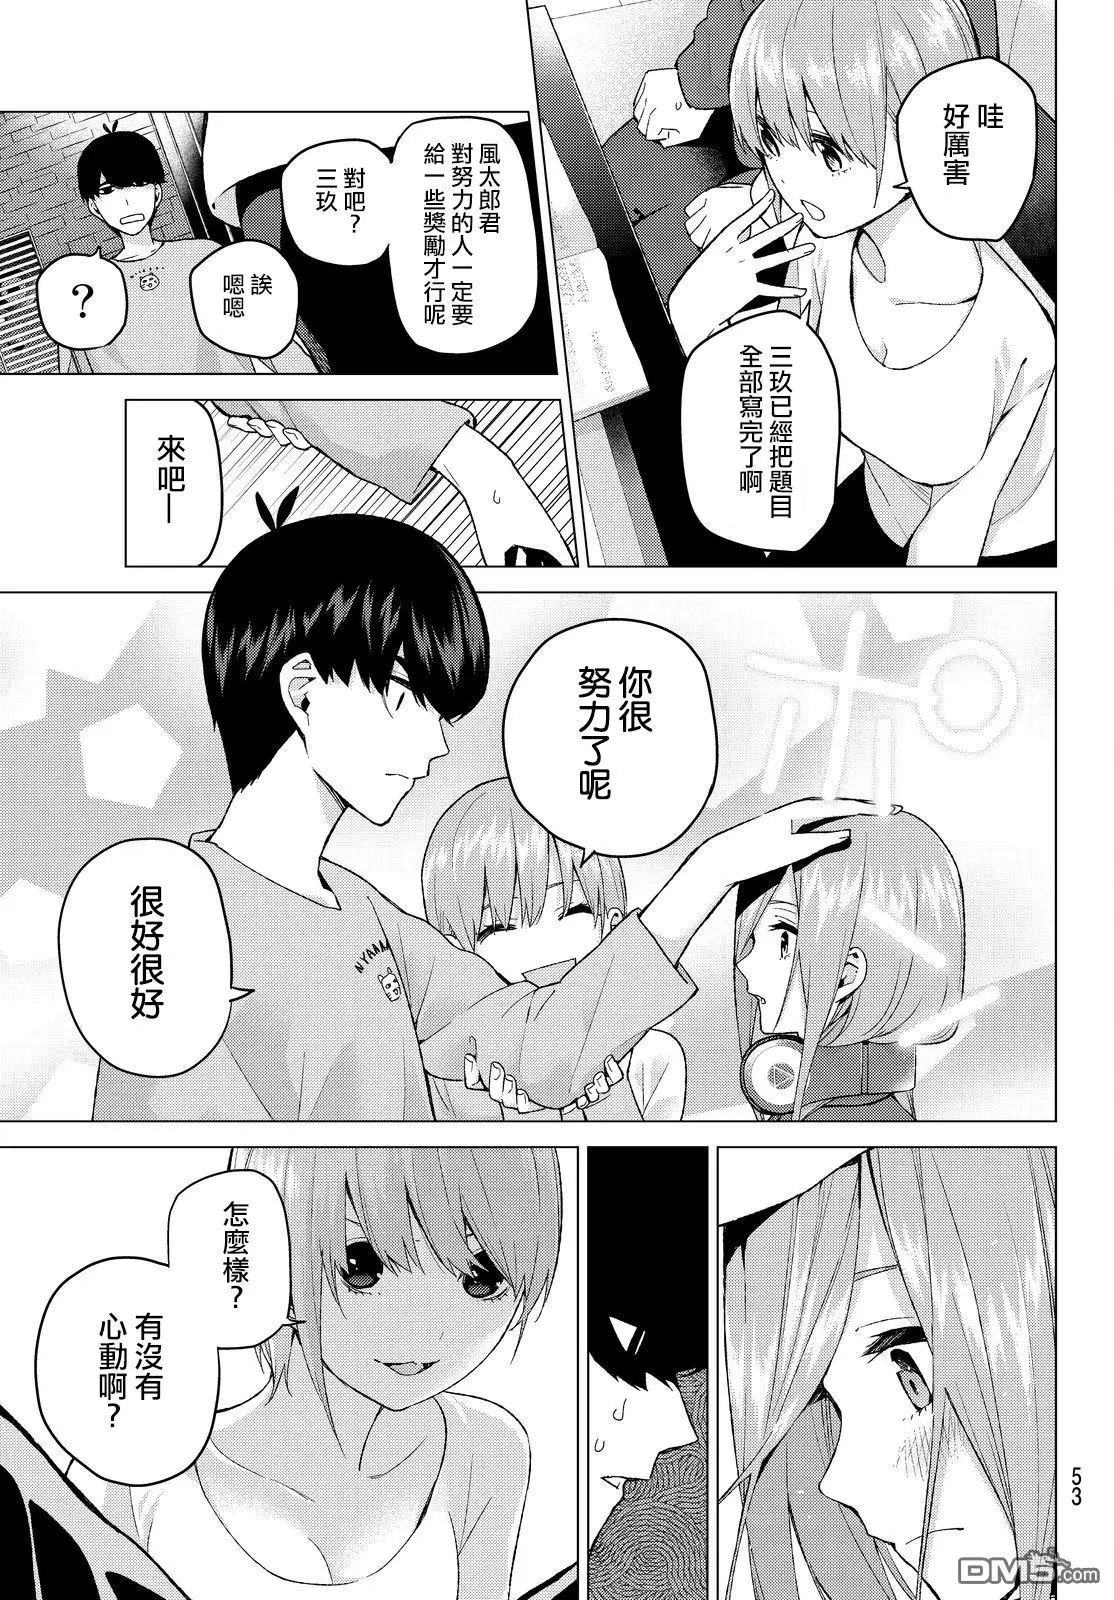 哇
好厲害
三玖已經把題目
全部寫完了啊
風太郎君
對努力的人一定要
給一些獎勵才行呢
對吧?
三玖
誒
嗯嗯
?
來吧—
ポ
你很
努力了呢
很好很好
NYAAAA
怎麼樣?
有沒有
心動啊?
53
DM5.com